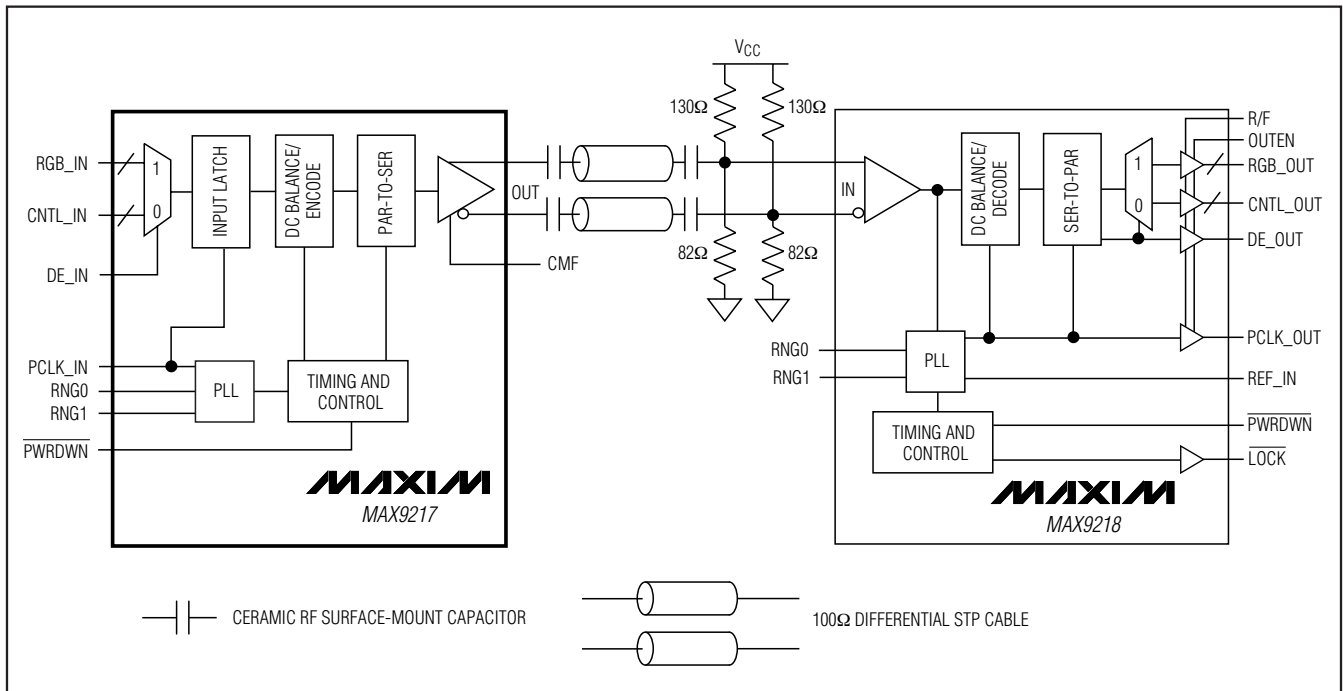 VCC
130Ω
130Ω
82Ω
82Ω
RGB_IN
CNTL_IN
DE_IN
PCLK_IN
RNG0
RNG1
PWRDWN
1
0
INPUT LATCH
DC BALANCE/
ENCODE
PAR-TO-SER
PLL
TIMING AND
CONTROL
OUT
CMF
MAXIM
MAX9217
IN
DC BALANCE/
DECODE
SER-TO-PAR
1
0
RNG0
RNG1
PLL
TIMING AND
CONTROL
R/F
OUTEN
RGB_OUT
CNTL_OUT
DE_OUT
PCLK_OUT
REF_IN
PWRDWN
LOCK
MAXIM
MAX9218
CERAMIC RF SURFACE-MOUNT CAPACITOR
100Ω DIFFERENTIAL STP CABLE